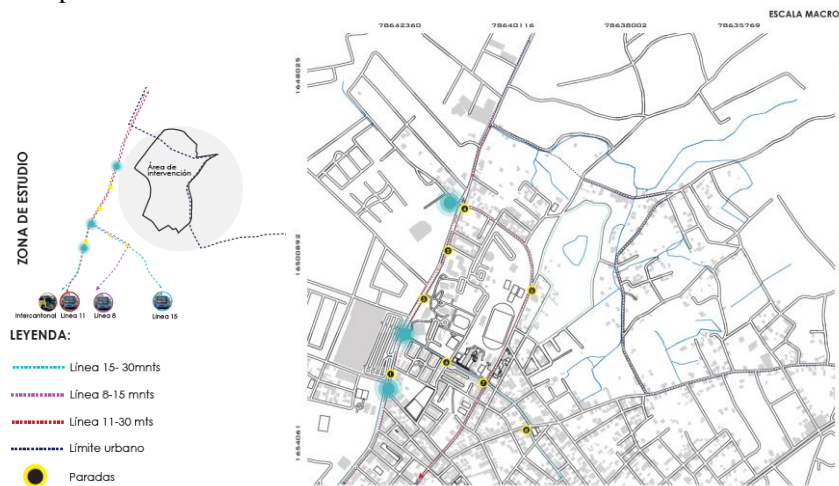 ESCALA MACRO
78642360 78640116 78638002 78635769
1648025
16500892
1654061
ZONA DE ESTUDIO
Área de
intervención
Intercantonal Línea 11 Línea 8 Línea 15
LEYENDA:
Línea 15- 30mnts
Línea 8-15 mnts
Línea 11-30 mts
Límite urbano
Paradas